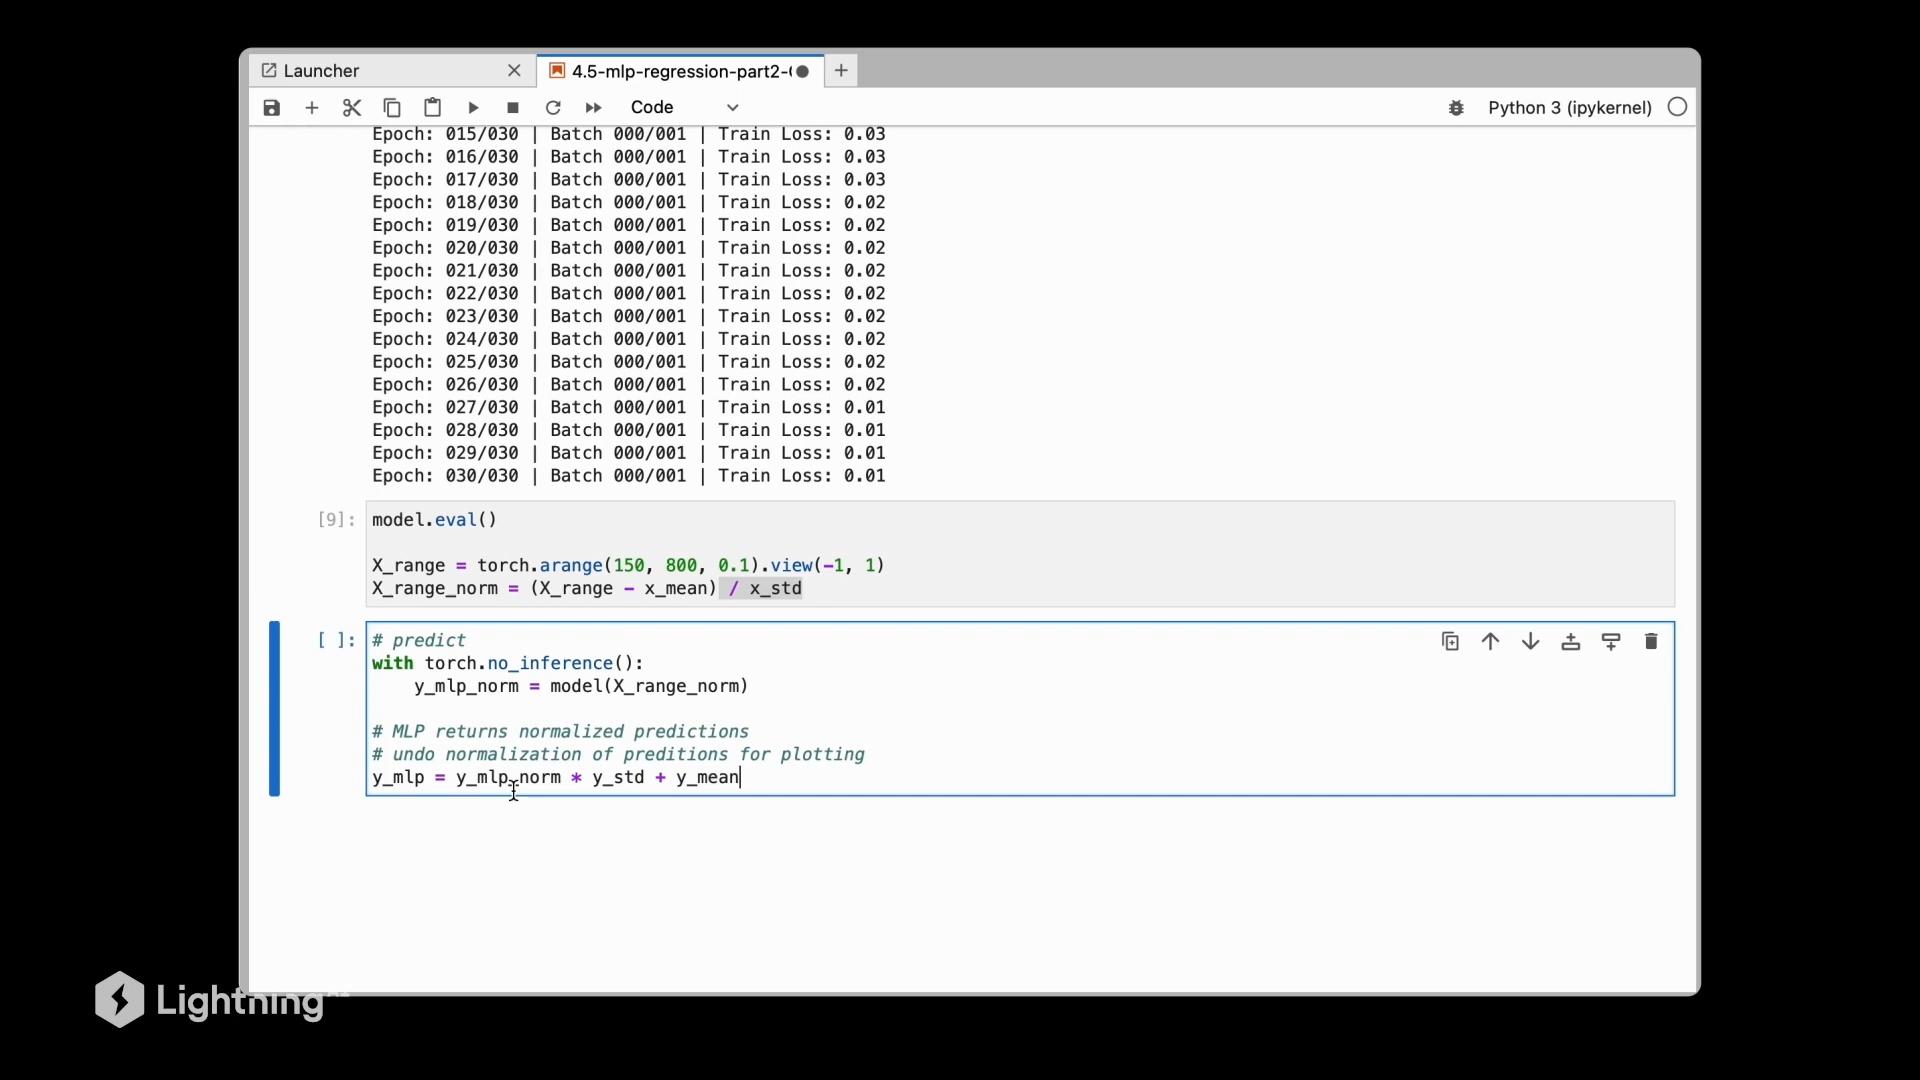 Launcher
4.5-mlp-regression-part2-(
Code
Python 3 (ipykernel)
Epoch: 015/030 | Batch 000/001 | Train Loss: 0.03
Epoch: 016/030 | Batch 000/001 | Train Loss: 0.03
Epoch: 017/030 | Batch 000/001 | Train Loss: 0.03
Epoch: 018/030 | Batch 000/001 | Train Loss: 0.02
Epoch: 019/030 | Batch 000/001 | Train Loss: 0.02
Epoch: 020/030 | Batch 000/001 | Train Loss: 0.02
Epoch: 021/030 | Batch 000/001 | Train Loss: 0.02
Epoch: 022/030 | Batch 000/001 | Train Loss: 0.02
Epoch: 023/030 | Batch 000/001 | Train Loss: 0.02
Epoch: 024/030 | Batch 000/001 | Train Loss: 0.02
Epoch: 025/030 | Batch 000/001 | Train Loss: 0.02
Epoch: 026/030 | Batch 000/001 | Train Loss: 0.02
Epoch: 027/030 | Batch 000/001 | Train Loss: 0.01
Epoch: 028/030 | Batch 000/001 | Train Loss: 0.01
Epoch: 029/030 | Batch 000/001 | Train Loss: 0.01
Epoch: 030/030 | Batch 000/001 | Train Loss: 0.01
[9]: model.eval()
X_range = torch.arange(150, 800, 0.1).view(-1, 1)
X_range_norm = (X_range - x_mean) / x_std
[ ]: # predict
with torch.no_inference():
y_mlp_norm = model(X_range_norm)
# MLP returns normalized predictions
# undo normalization of preditions for plotting
y_mlp = y_mlp_norm * y_std + y_mean
Lightning